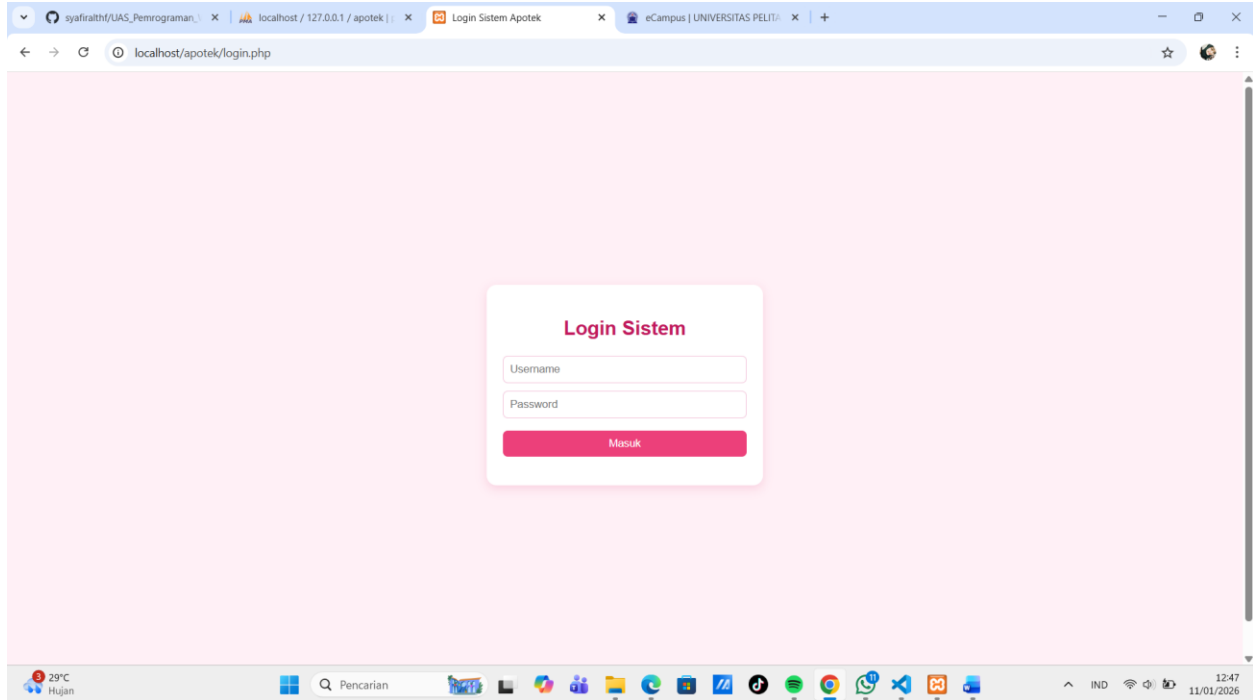 syafiralthf/UAS_Pemrograman_
localhost / 127.0.0.1 / apotek |
Login Sistem Apotek
eCampus | UNIVERSITAS PELITA
localhost/apotek/login.php
Login Sistem
Username
Password
Masuk
3
29°C
Hujan
Pencarian
IND
12:47
11/01/2026